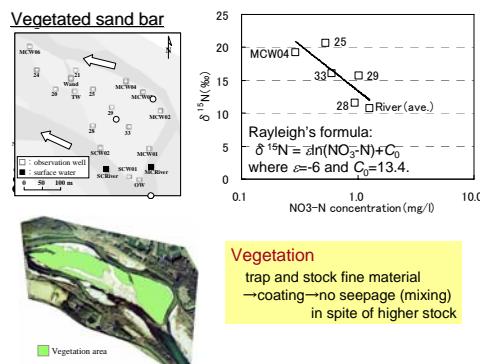 Vegetated sand bar
MCW06
N
24
21
Wand
20
TW
25
MCW04
MCW02
29
28
33
SCW02
MCW01
SCRiver
SCW01
MCRiver
OW
□ : observation well
■ : surface water
0 50 100 m
Vegetation area
δ ¹⁵N(‰)
25
20
15
10
5
0
MCW04
25
33
29
28
River(ave.)
Rayleigh's formula:
δ ¹⁵N = εln(NO₃-N)+C₀
where ε=-6 and C₀=13.4.
0.1
1.0
10.0
NO3-N concentration(mg/l)
Vegetation
trap and stock fine material
→coating→no seepage (mixing)
in spite of higher stock